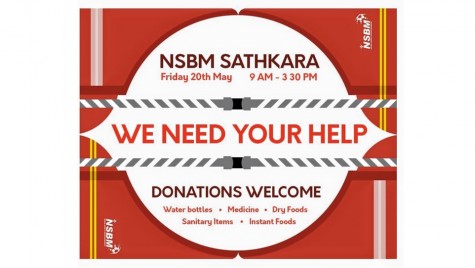 NSBM
NSBM SATHKARA
Friday 20th May 9 AM - 3 30 PM
WE NEED YOUR HELP
DONATIONS WELCOME
Water bottles • Medicine • Dry Foods
Sanitary Items • Instant Foods
NSBM